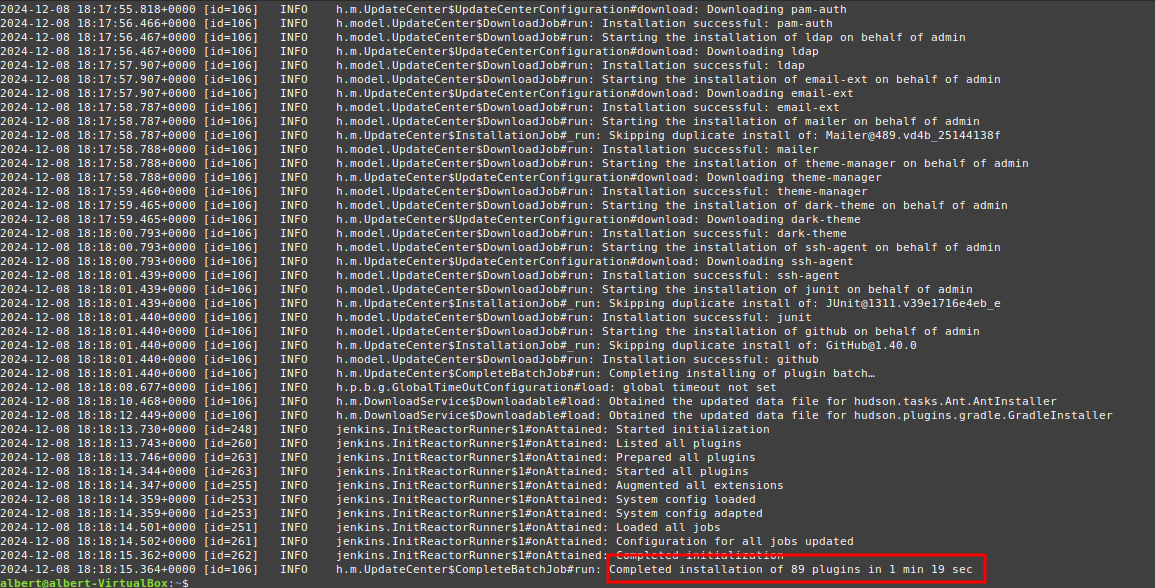 2024-12-08 18:17:55.818+0000 [id=106] INFO h.m.UpdateCenter$UpdateCenterConfiguration#download: Downloading pam-auth
2024-12-08 18:17:56.466+0000 [id=106] INFO h.model.UpdateCenter$DownloadJob#run: Installation successful: pam-auth
2024-12-08 18:17:56.467+0000 [id=106] INFO h.model.UpdateCenter$DownloadJob#run: Starting the installation of ldap on behalf of admin
2024-12-08 18:17:56.467+0000 [id=106] INFO h.m.UpdateCenter$UpdateCenterConfiguration#download: Downloading ldap
2024-12-08 18:17:57.907+0000 [id=106] INFO h.model.UpdateCenter$DownloadJob#run: Installation successful: ldap
2024-12-08 18:17:57.907+0000 [id=106] INFO h.model.UpdateCenter$DownloadJob#run: Starting the installation of email-ext on behalf of admin
2024-12-08 18:17:57.907+0000 [id=106] INFO h.m.UpdateCenter$UpdateCenterConfiguration#download: Downloading email-ext
2024-12-08 18:17:58.787+0000 [id=106] INFO h.model.UpdateCenter$DownloadJob#run: Installation successful: email-ext
2024-12-08 18:17:58.787+0000 [id=106] INFO h.model.UpdateCenter$DownloadJob#run: Starting the installation of mailer on behalf of admin
2024-12-08 18:17:58.787+0000 [id=106] INFO h.m.UpdateCenter$InstallationJob#_run: Skipping duplicate install of: Mailer@489.vd4b_25144138f
2024-12-08 18:17:58.788+0000 [id=106] INFO h.model.UpdateCenter$DownloadJob#run: Installation successful: mailer
2024-12-08 18:17:58.788+0000 [id=106] INFO h.model.UpdateCenter$DownloadJob#run: Starting the installation of theme-manager on behalf of admin
2024-12-08 18:17:58.788+0000 [id=106] INFO h.m.UpdateCenter$UpdateCenterConfiguration#download: Downloading theme-manager
2024-12-08 18:17:59.460+0000 [id=106] INFO h.model.UpdateCenter$DownloadJob#run: Installation successful: theme-manager
2024-12-08 18:17:59.465+0000 [id=106] INFO h.model.UpdateCenter$DownloadJob#run: Starting the installation of dark-theme on behalf of admin
2024-12-08 18:17:59.465+0000 [id=106] INFO h.m.UpdateCenter$UpdateCenterConfiguration#download: Downloading dark-theme
2024-12-08 18:18:00.793+0000 [id=106] INFO h.model.UpdateCenter$DownloadJob#run: Installation successful: dark-theme
2024-12-08 18:18:00.793+0000 [id=106] INFO h.model.UpdateCenter$DownloadJob#run: Starting the installation of ssh-agent on behalf of admin
2024-12-08 18:18:00.793+0000 [id=106] INFO h.m.UpdateCenter$UpdateCenterConfiguration#download: Downloading ssh-agent
2024-12-08 18:18:01.439+0000 [id=106] INFO h.model.UpdateCenter$DownloadJob#run: Installation successful: ssh-agent
2024-12-08 18:18:01.439+0000 [id=106] INFO h.model.UpdateCenter$DownloadJob#run: Starting the installation of junit on behalf of admin
2024-12-08 18:18:01.439+0000 [id=106] INFO h.m.UpdateCenter$InstallationJob#_run: Skipping duplicate install of: JUnit@1311.v39e1716e4eb_e
2024-12-08 18:18:01.440+0000 [id=106] INFO h.model.UpdateCenter$DownloadJob#run: Installation successful: junit
2024-12-08 18:18:01.440+0000 [id=106] INFO h.model.UpdateCenter$DownloadJob#run: Starting the installation of github on behalf of admin
2024-12-08 18:18:01.440+0000 [id=106] INFO h.m.UpdateCenter$InstallationJob#_run: Skipping duplicate install of: GitHub@1.40.0
2024-12-08 18:18:01.440+0000 [id=106] INFO h.model.UpdateCenter$DownloadJob#run: Installation successful: github
2024-12-08 18:18:01.440+0000 [id=106] INFO h.m.UpdateCenter$CompleteBatchJob#run: Completing installing of plugin batch…
2024-12-08 18:18:08.677+0000 [id=106] INFO h.p.b.g.GlobalTimeOutConfiguration#load: global timeout not set
2024-12-08 18:18:10.468+0000 [id=106] INFO h.m.DownloadService$Downloadable#load: Obtained the updated data file for hudson.tasks.Ant.AntInstaller
2024-12-08 18:18:12.449+0000 [id=106] INFO h.m.DownloadService$Downloadable#load: Obtained the updated data file for hudson.plugins.gradle.GradleInstaller
2024-12-08 18:18:13.730+0000 [id=248] INFO jenkins.InitReactorRunner$1#onAttained: Started initialization
2024-12-08 18:18:13.743+0000 [id=260] INFO jenkins.InitReactorRunner$1#onAttained: Listed all plugins
2024-12-08 18:18:13.746+0000 [id=263] INFO jenkins.InitReactorRunner$1#onAttained: Prepared all plugins
2024-12-08 18:18:14.344+0000 [id=263] INFO jenkins.InitReactorRunner$1#onAttained: Started all plugins
2024-12-08 18:18:14.347+0000 [id=255] INFO jenkins.InitReactorRunner$1#onAttained: Augmented all extensions
2024-12-08 18:18:14.359+0000 [id=253] INFO jenkins.InitReactorRunner$1#onAttained: System config loaded
2024-12-08 18:18:14.359+0000 [id=253] INFO jenkins.InitReactorRunner$1#onAttained: System config adapted
2024-12-08 18:18:14.501+0000 [id=251] INFO jenkins.InitReactorRunner$1#onAttained: Loaded all jobs
2024-12-08 18:18:14.502+0000 [id=261] INFO jenkins.InitReactorRunner$1#onAttained: Configuration for all jobs updated
2024-12-08 18:18:15.362+0000 [id=262] INFO jenkins.InitReactorRunner$1#onAttained: Completed initialization
2024-12-08 18:18:15.364+0000 [id=106] INFO h.m.UpdateCenter$CompleteBatchJob#run: Completed installation of 89 plugins in 1 min 19 sec
albert@albert-VirtualBox:~$